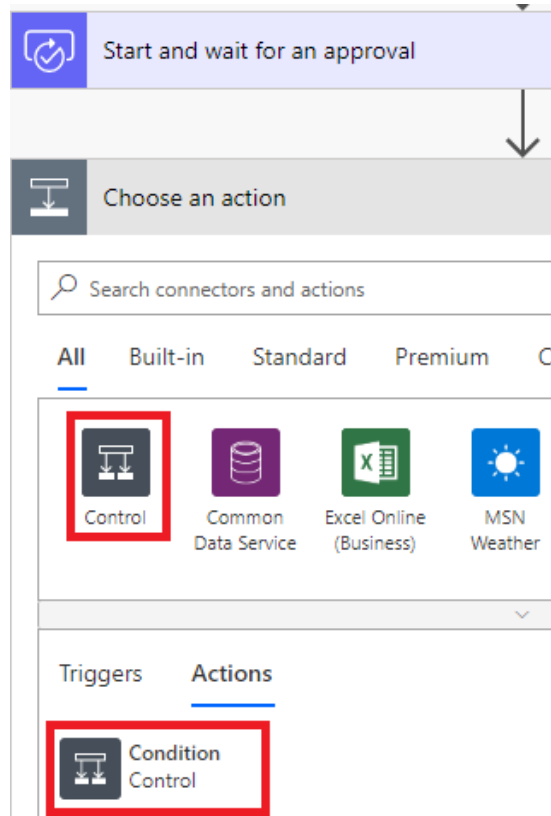 Start and wait for an approval
Choose an action
Search connectors and actions
All Built-in Standard Premium
Control Common Data Service Excel Online (Business) MSN Weather
Triggers Actions
Condition
Control